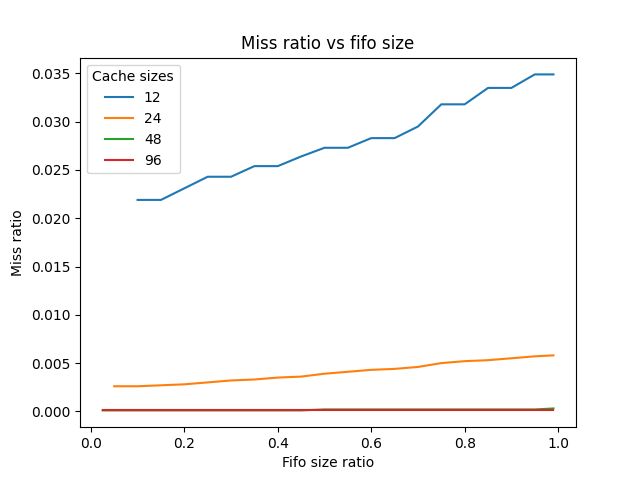 Miss ratio vs fifo size
Cache sizes
12
24
48
96
0.035
0.030
0.025
0.020
0.015
0.010
0.005
0.000
Miss ratio
0.0 0.2 0.4 0.6 0.8 1.0
Fifo size ratio